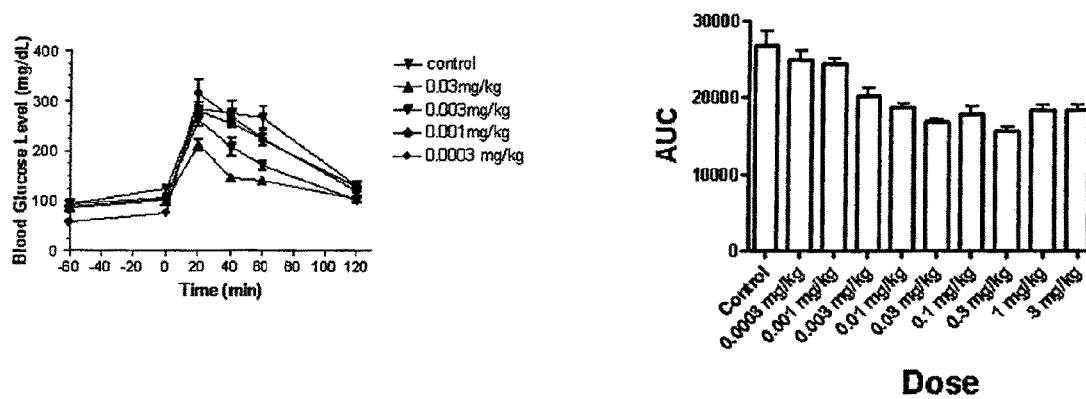 Blood Glucose Level (mg/dL)
400
300
200
100
0
-60 -40 -20 0 20 40 60 80 100 120
Time (min)
control
0.03mg/kg
0.003mg/kg
0.001mg/kg
0.0003 mg/kg
AUC
30000
20000
10000
0
Control
0.0003 mg/kg
0.001 mg/kg
0.003 mg/kg
0.01 mg/kg
0.03 mg/kg
0.1 mg/kg
0.3 mg/kg
1 mg/kg
3 mg/kg
Dose